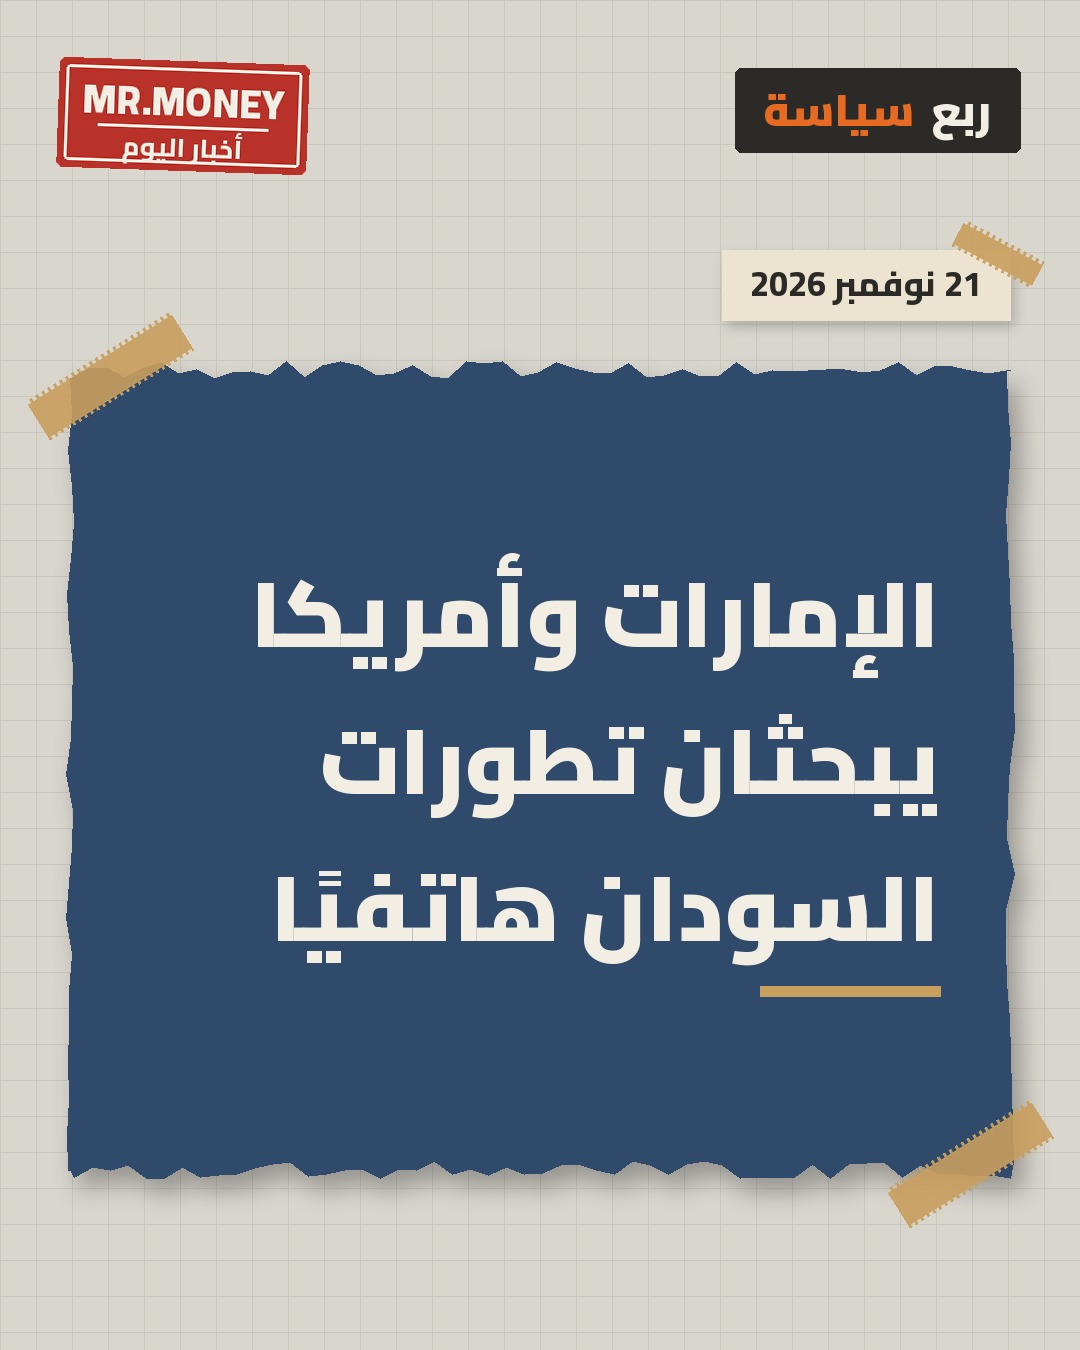 MR.MONEY
أخبار اليوم
ربع سياسة
21 نوفمبر 2026
الإمارات وأمريكا
يبحثان تطورات
السودان هاتفيًا